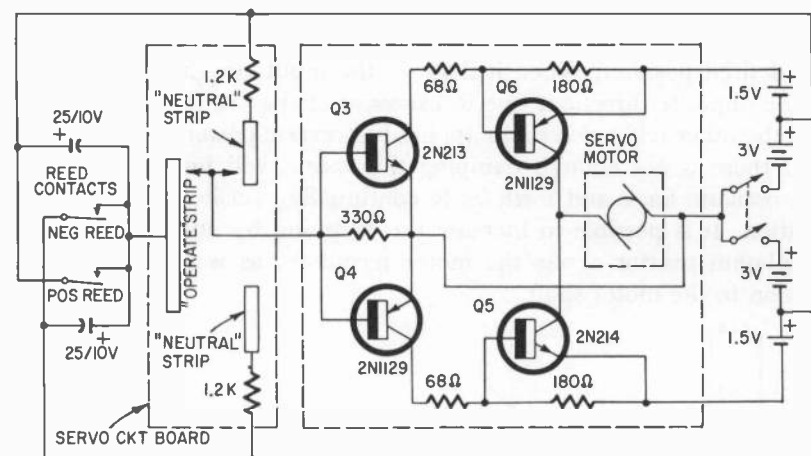 1.2K
"NEUTRAL"
STRIP
25/10V
+
REED
CONTACTS
NEG REED
POS REED
+
25/10V
"OPERATE STRIP"
"NEUTRAL"
STRIP
1.2K
SERVO CKT BOARD
68Ω
180Ω
Q3
Q6
2N213
2N1129
SERVO
MOTOR
330Ω
Q4
Q5
2N1129
2N214
68Ω
180Ω
+
1.5V
+
3V
+
3V
+
1.5V